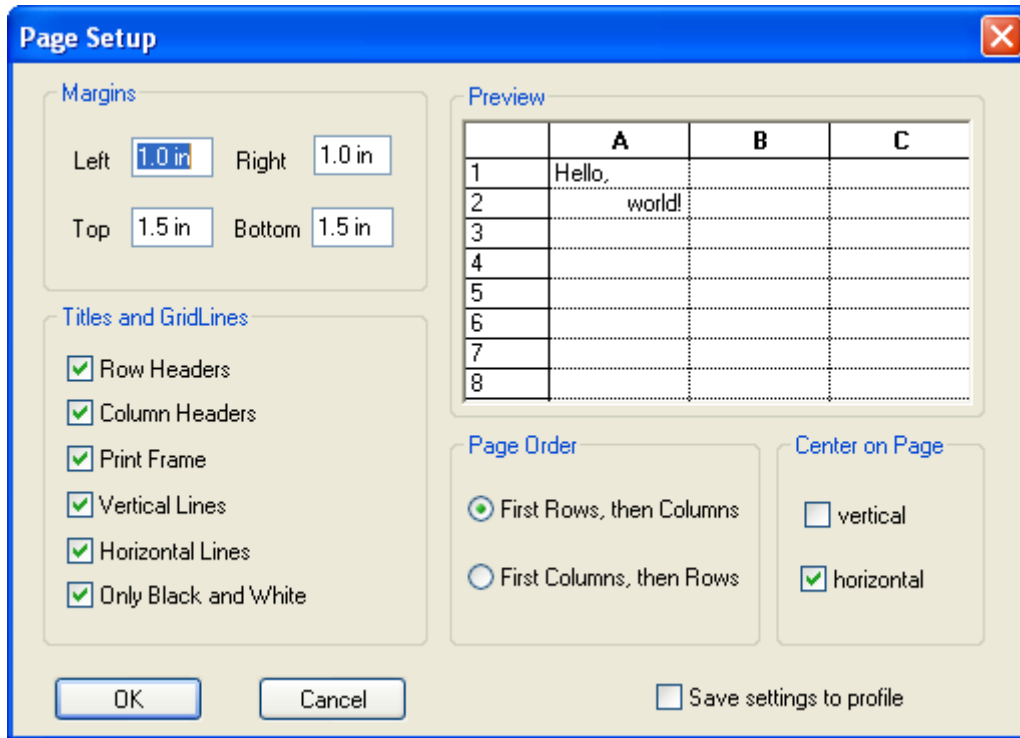 Page Setup
Margins
Left 1.0 in Right 1.0 in
Top 1.5 in Bottom 1.5 in
Titles and GridLines
Row Headers
Column Headers
Print Frame
Vertical Lines
Horizontal Lines
Only Black and White
Preview
A B C
1 Hello,
2 world!
3
4
5
6
7
8
Page Order
First Rows, then Columns
First Columns, then Rows
Center on Page
vertical
horizontal
OK Cancel Save settings to profile